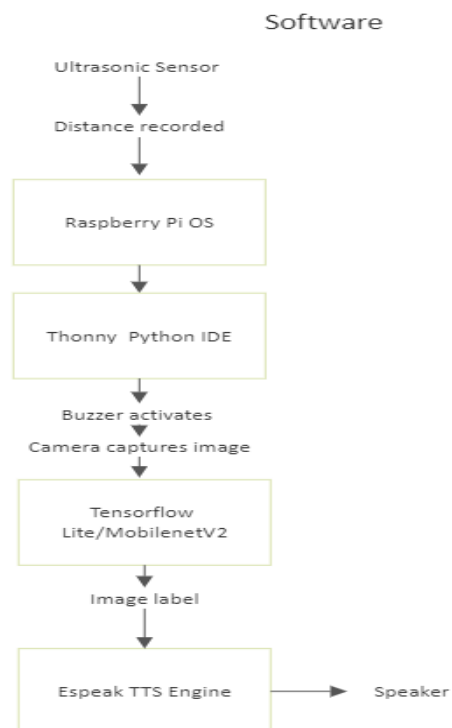 Software
Ultrasonic Sensor
Distance recorded
Raspberry Pi OS
Thonny Python IDE
Buzzer activates
Camera captures image
Tensorflow
Lite/MobilenetV2
Image label
Espeak TTS Engine
Speaker